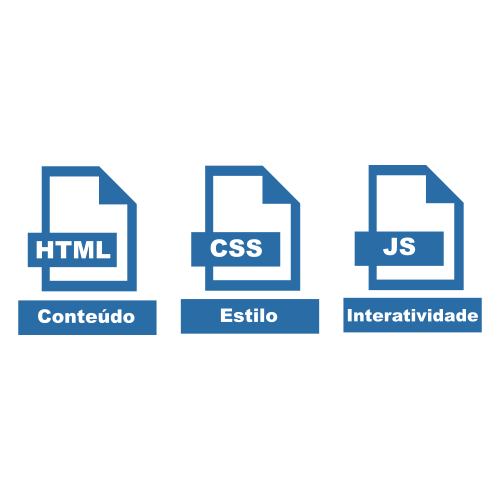 HTML
CSS
JS
Conteúdo
Estilo
Interatividade